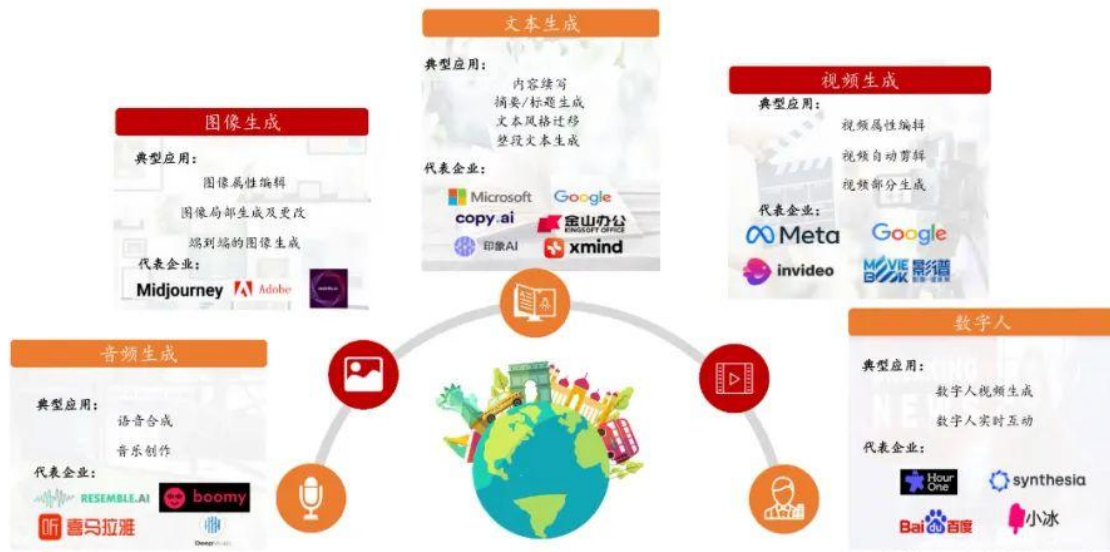 文本生成
典型应用:
内容续写
摘要/标题生成
文本风格迁移
整段文本生成
代表企业:
Microsoft Google
copy.ai 金山办公
KINGSOFT OFFICE
印象AI xmind
视频生成
典型应用:
视频属性编辑
视频自动剪辑
视频部分生成
代表企业:
Meta Google
invideo MOVIE BOOK 影谱
图像生成
典型应用:
图像属性编辑
图像局部生成及更改
端到端的图像生成
代表企业:
Midjourney Adobe
音频生成
典型应用:
语音合成
音乐创作
代表企业:
RESEMBLE.AI boomy
听 喜马拉雅
数字人
典型应用:
数字人视频生成
数字人实时互动
代表企业:
Hour One synthesia
Bai du 百度 小冰